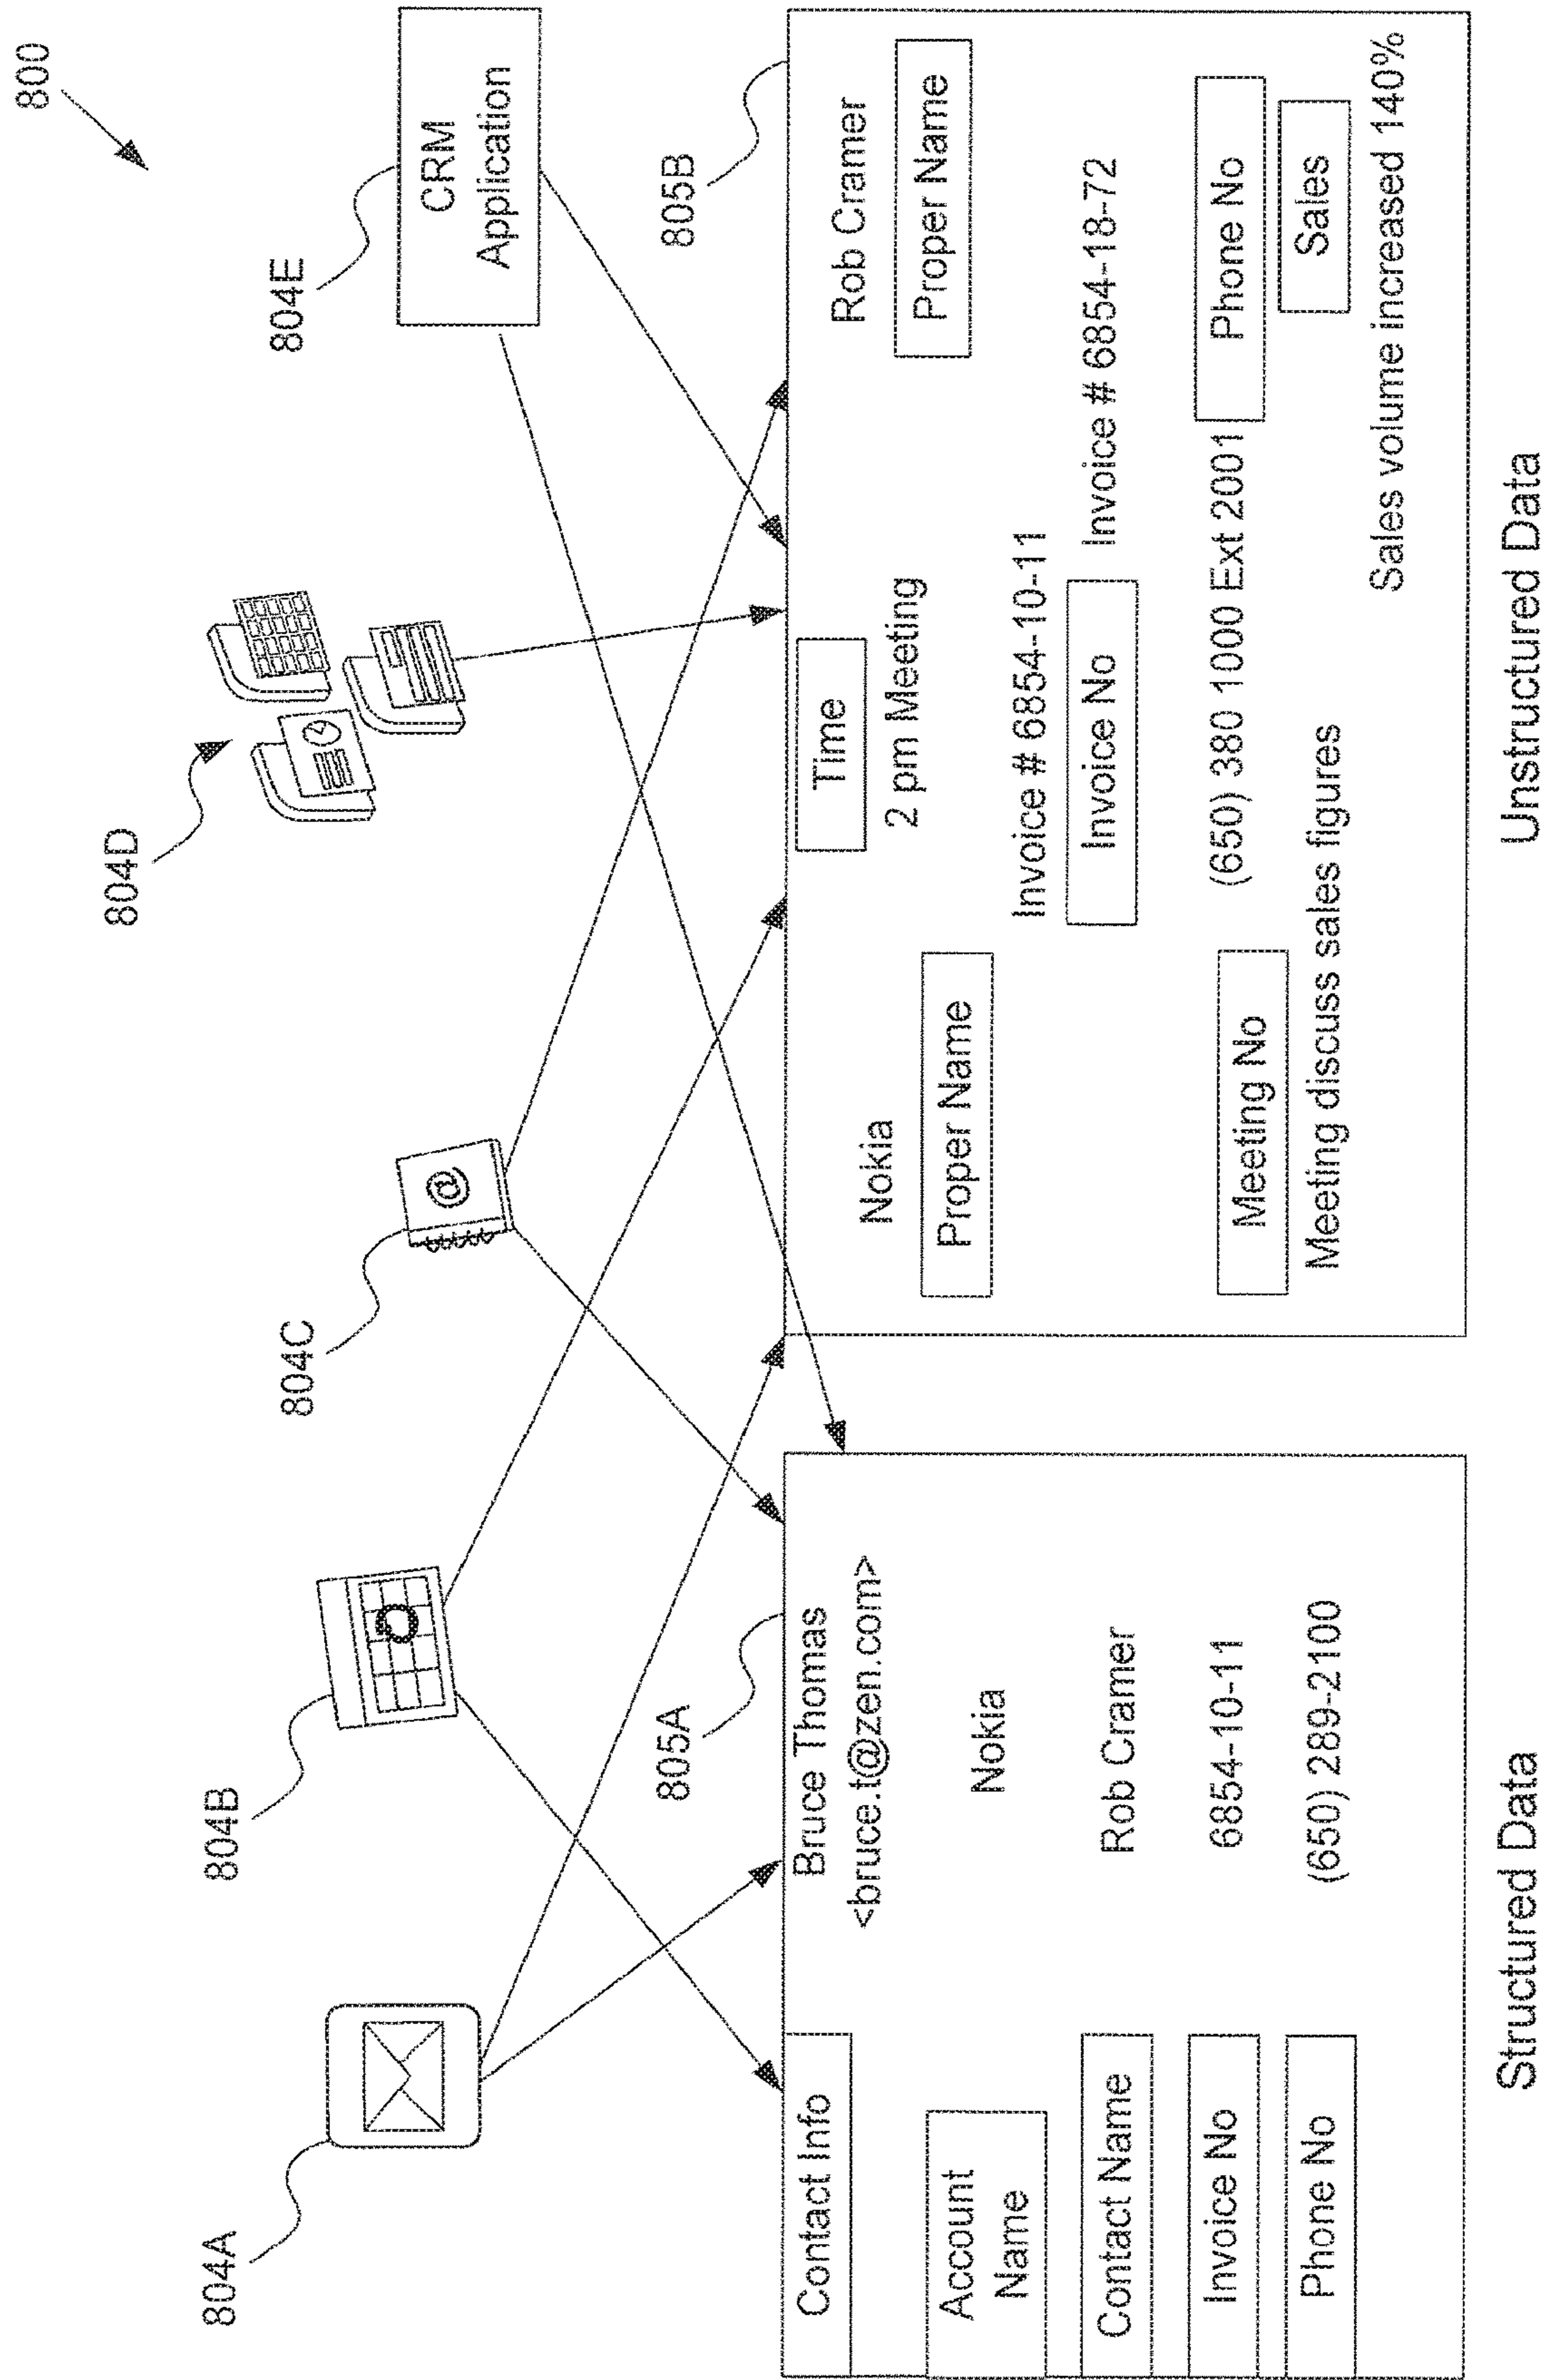 800
804A
804B
804C
804D
804E
CRM
Application
805A
805B
Contact Info
Bruce Thomas
<bruce.t@zen.com>
Account
Name
Nokia
Contact Name
Rob Cramer
Invoice No
6854-10-11
Phone No
(650) 289-2100
Structured Data
Time
2 pm Meeting
Rob Cramer
Proper Name
Nokia
Proper Name
Invoice # 6854-10-11
Invoice No
Invoice # 6854-18-72
(650) 380 1000 Ext 2001
Phone No
Meeting No
Meeting discuss sales figures
Sales
Sales volume increased 140%
Unstructured Data